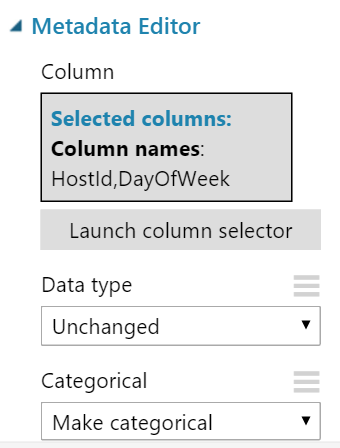 Metadata Editor
Column
Selected columns:
Column names:
HostId,DayOfWeek
Launch column selector
Data type
Unchanged
Categorical
Make categorical